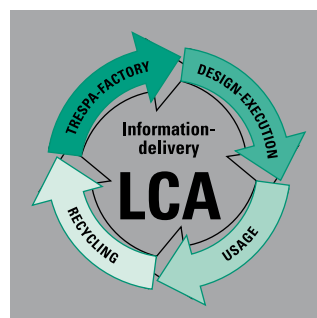 TRESPA-FACTORY
DESIGN-EXECUTION
Information-
delivery
LCA
RECYCLING
USAGE